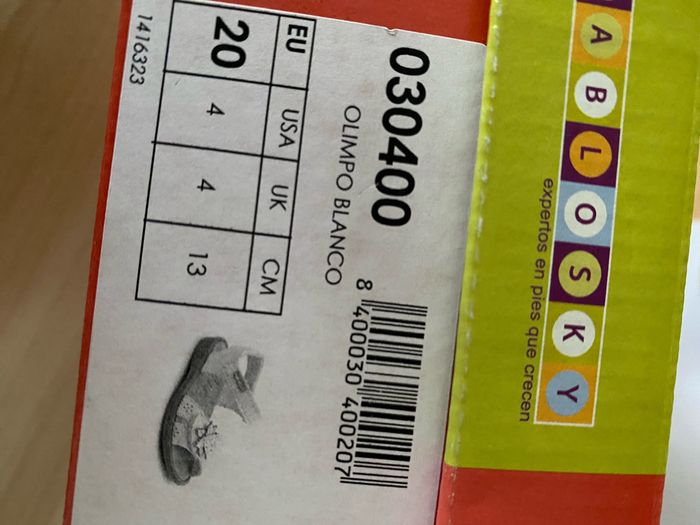 ABLOSKY
expertos en pies que crecen
030400
OLIMPO BLANCO
8 400030 400207
EU USA UK CM
20 4 4 13
1416323